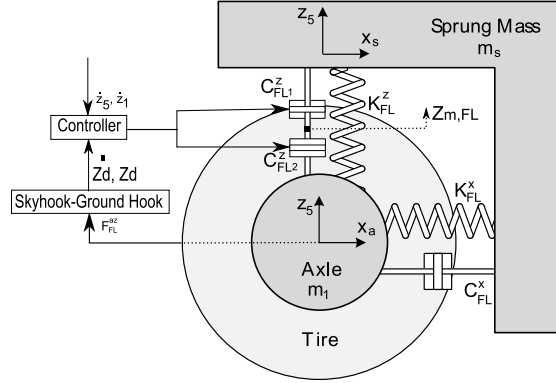 z₅
xₛ
Sprung Mass
mₛ
C^z_FL1
K^z_FL
Zm,FL
ż₅, ż₁
Controller
C^z_FL2
Żd, Zd
Skyhook-Ground Hook
F^az_FL
z₅
xₐ
K^x_FL
Axle
m₁
C^x_FL
Tire